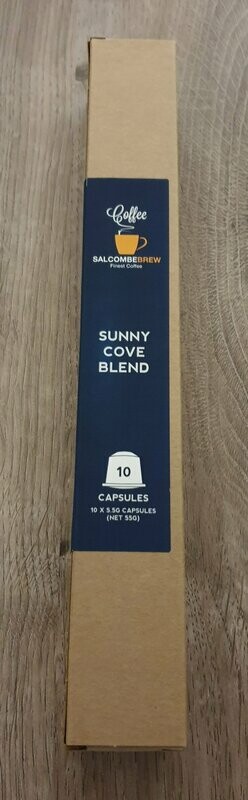 Coffee
SALCOMBEBREW
Finest Coffee
SUNNY
COVE
BLEND
10
CAPSULES
10 X 5.5G CAPSULES
(NET 55G)